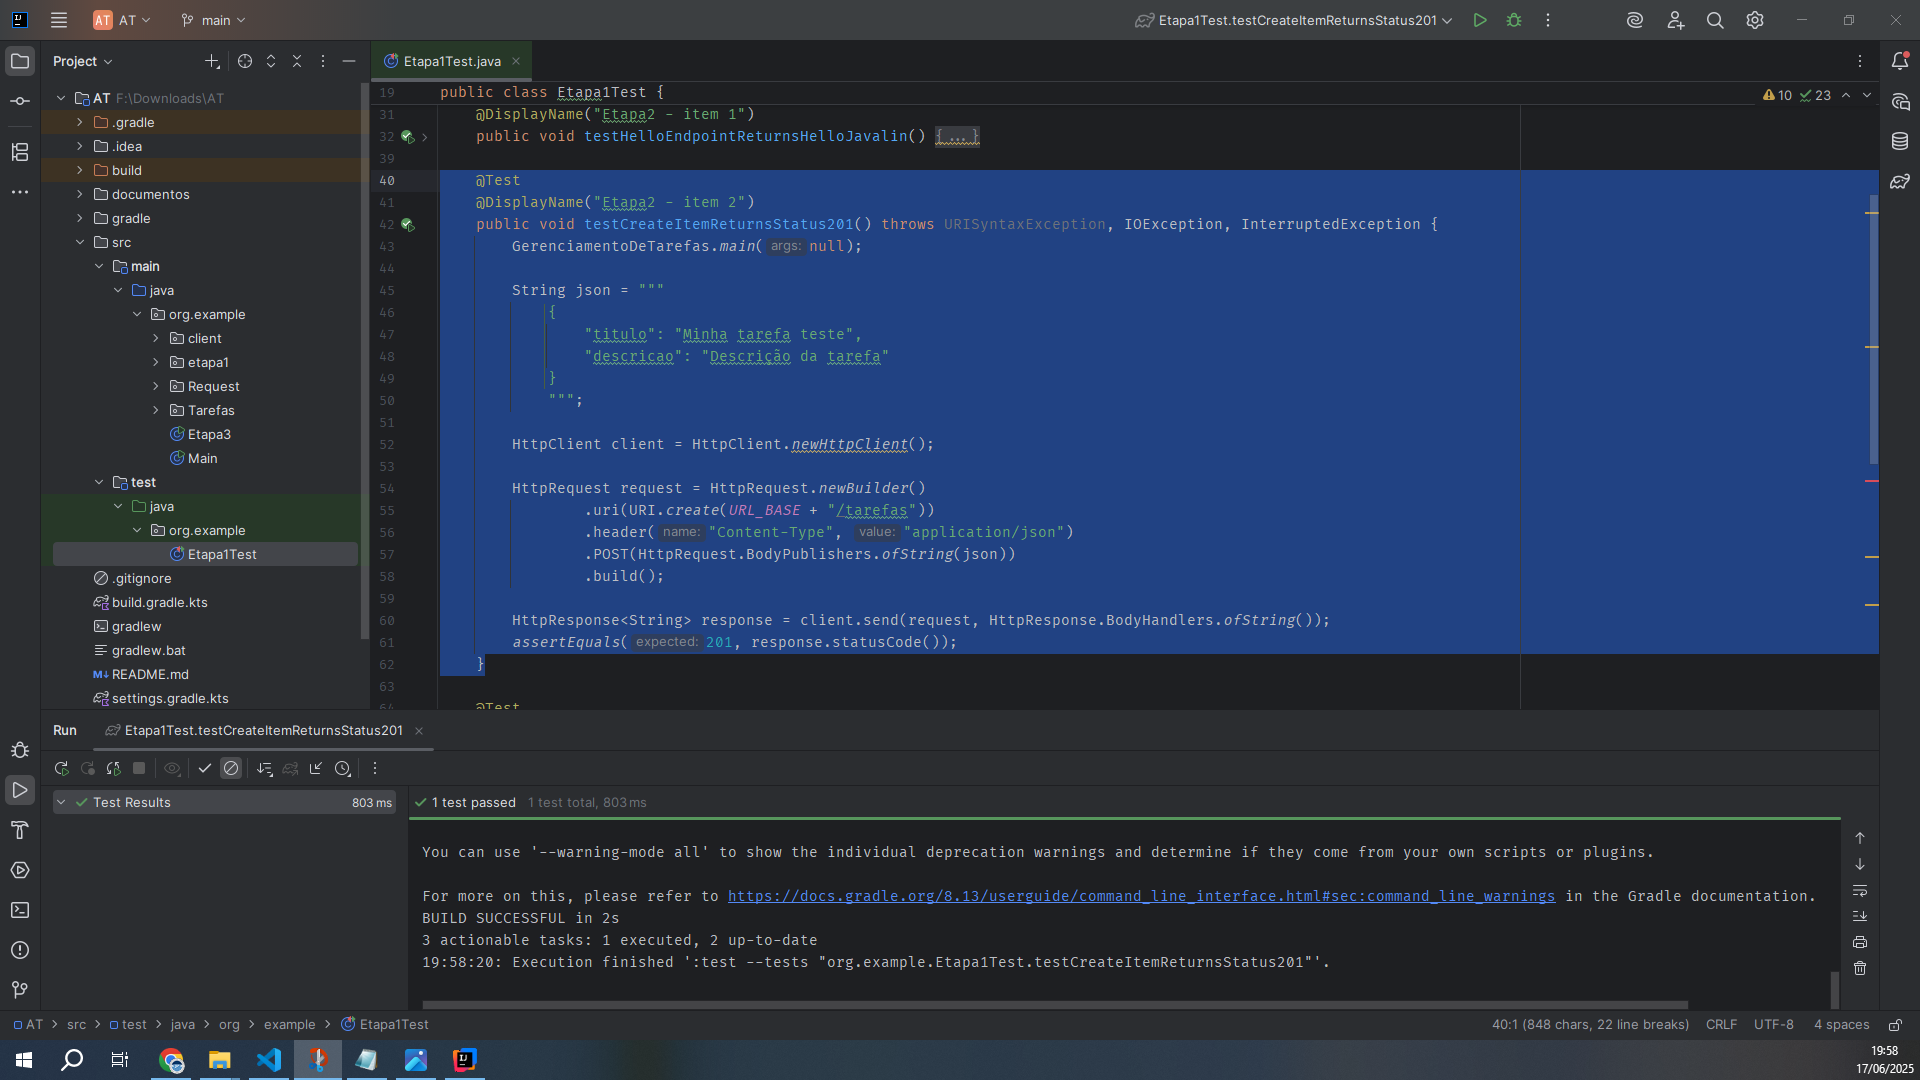 AT AT main Etapa1Test.testCreateItemReturnsStatus201
Project
Etapa1Test.java
AT F:\Downloads\AT
.gradle
.idea
build
documentos
gradle
src
main
java
org.example
client
etapa1
Request
Tarefas
Etapa3
Main
test
java
org.example
Etapa1Test
.gitignore
build.gradle.kts
gradlew
gradlew.bat
README.md
settings.gradle.kts
10 23
19 public class Etapa1Test {
31 @DisplayName("Etapa2 - item 1")
32 public void testHelloEndpointReturnsHelloJavalin() {...}
39
40 @Test
41 @DisplayName("Etapa2 - item 2")
42 public void testCreateItemReturnsStatus201() throws URISyntaxException, IOException, InterruptedException {
43 GerenciamentoDeTarefas.main( args: null);
44
45 String json = """
46 {
47 "titulo": "Minha tarefa teste",
48 "descricao": "Descrição da tarefa"
49 }
50 """;
51
52 HttpClient client = HttpClient.newHttpClient();
53
54 HttpRequest request = HttpRequest.newBuilder()
55 .uri(URI.create(URL_BASE + "/tarefas"))
56 .header( name: "Content-Type", value: "application/json")
57 .POST(HttpRequest.BodyPublishers.ofString(json))
58 .build();
59
60 HttpResponse<String> response = client.send(request, HttpResponse.BodyHandlers.ofString());
61 assertEquals( expected: 201, response.statusCode());
62 }
63
64 @Test
Run Etapa1Test.testCreateItemReturnsStatus201
Test Results 803 ms
1 test passed 1 test total, 803 ms
You can use '--warning-mode all' to show the individual deprecation warnings and determine if they come from your own scripts or plugins.
For more on this, please refer to https://docs.gradle.org/8.13/userguide/command_line_interface.html#sec:command_line_warnings in the Gradle documentation.
BUILD SUCCESSFUL in 2s
3 actionable tasks: 1 executed, 2 up-to-date
19:58:20: Execution finished ':test --tests "org.example.Etapa1Test.testCreateItemReturnsStatus201"'.
AT > src > test > java > org > example > Etapa1Test
40:1 (848 chars, 22 line breaks) CRLF UTF-8 4 spaces
19:58
17/06/2025